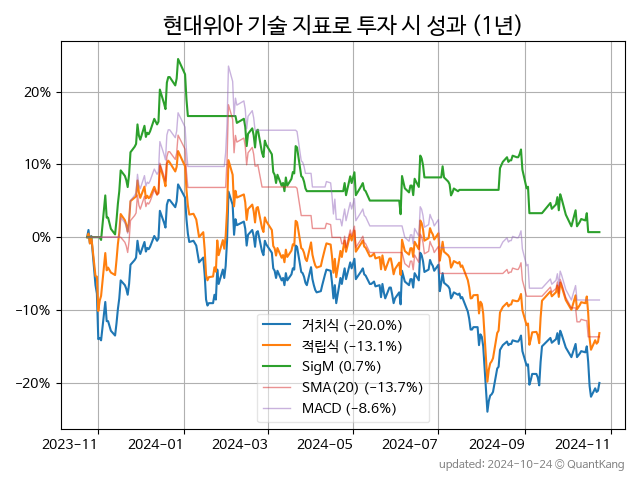 현대위아 기술 지표로 투자 시 성과 (1년)
20%
10%
0%
−10%
−20%
거치식 (−20.0%)
적립식 (−13.1%)
SigM (0.7%)
SMA(20) (−13.7%)
MACD (−8.6%)
2023−11 2024−01 2024−03 2024−05 2024−07 2024−09 2024−11
updated: 2024-10-24 © QuantKang